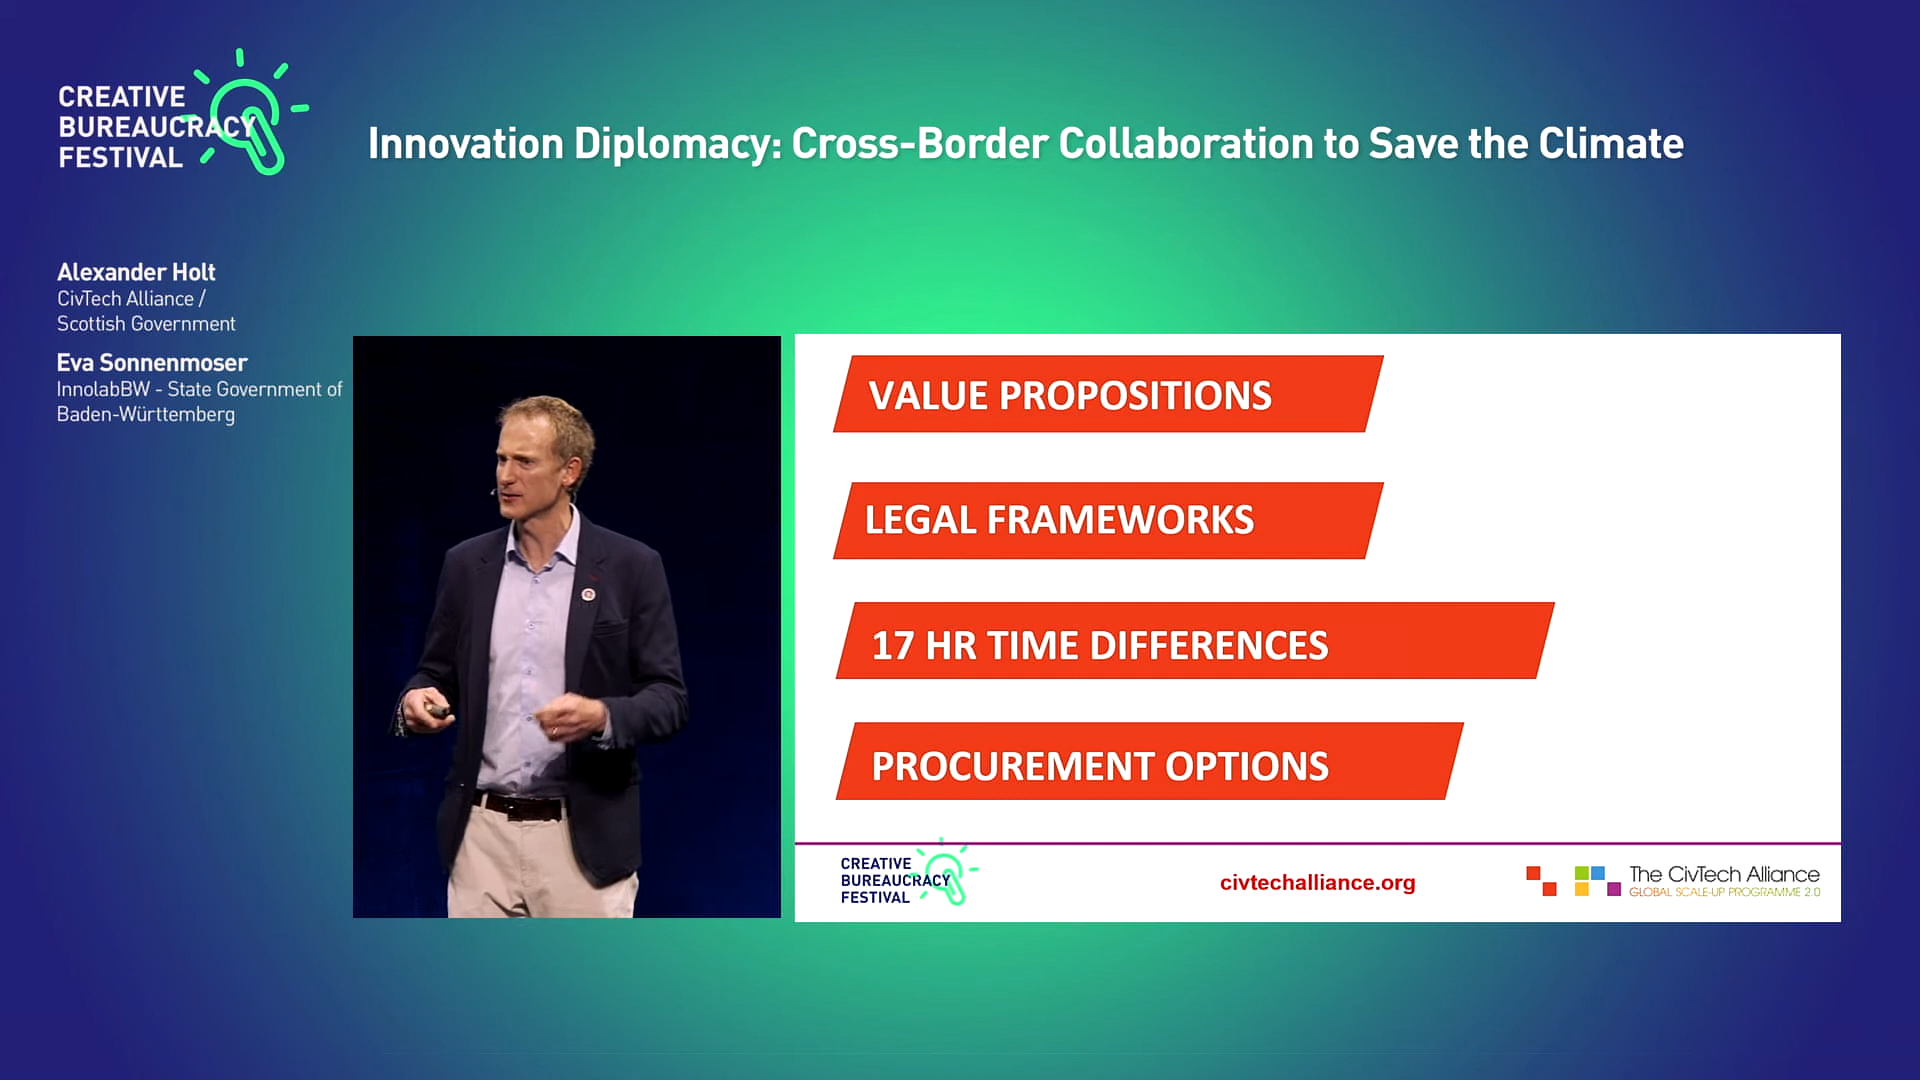 CREATIVE
BUREAUCRACY
FESTIVAL
Innovation Diplomacy: Cross-Border Collaboration to Save the Climate
Alexander Holt
CivTech Alliance /
Scottish Government
Eva Sonnenmoser
InnolabBW - State Government of
Baden-Württemberg
VALUE PROPOSITIONS
LEGAL FRAMEWORKS
17 HR TIME DIFFERENCES
PROCUREMENT OPTIONS
CREATIVE
BUREAUCRACY
FESTIVAL
civtechalliance.org
The CivTech Alliance
GLOBAL SCALE-UP PROGRAMME 2.0